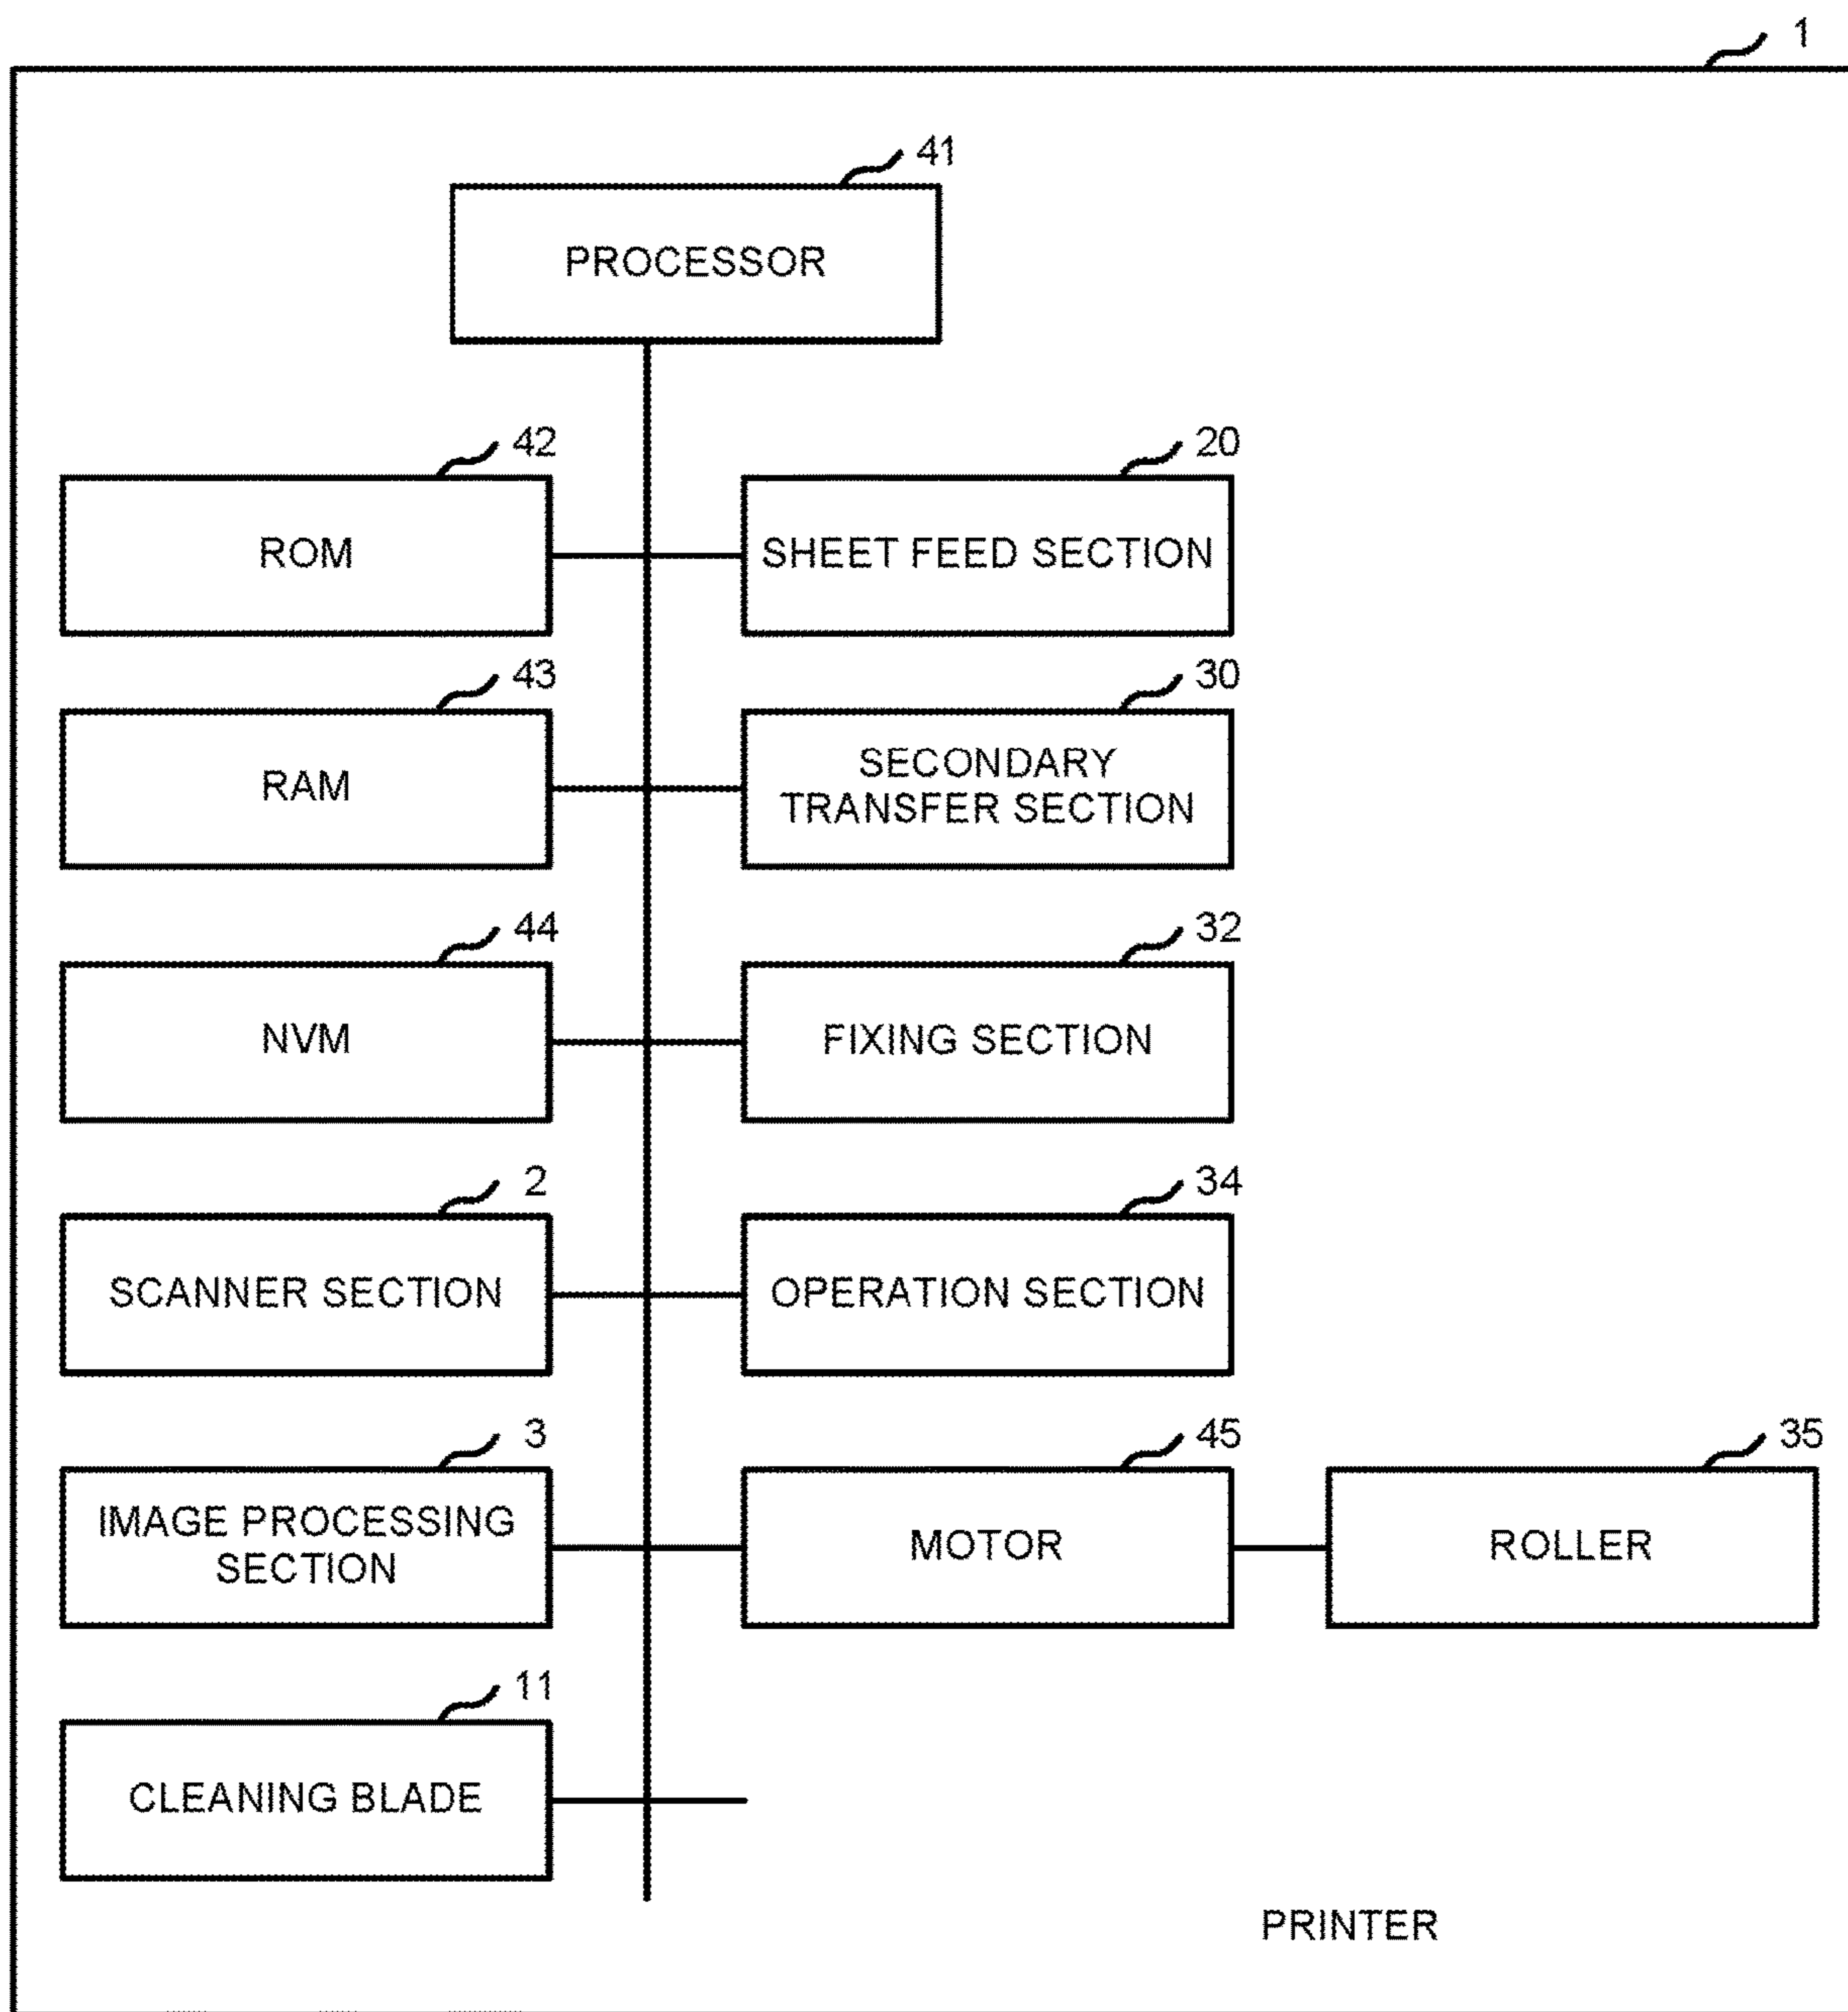 1
41
PROCESSOR
42
20
ROM
SHEET FEED SECTION
43
30
RAM
SECONDARY
TRANSFER SECTION
44
32
NVM
FIXING SECTION
2
34
SCANNER SECTION
OPERATION SECTION
3
45
35
IMAGE PROCESSING
SECTION
MOTOR
ROLLER
11
CLEANING BLADE
PRINTER